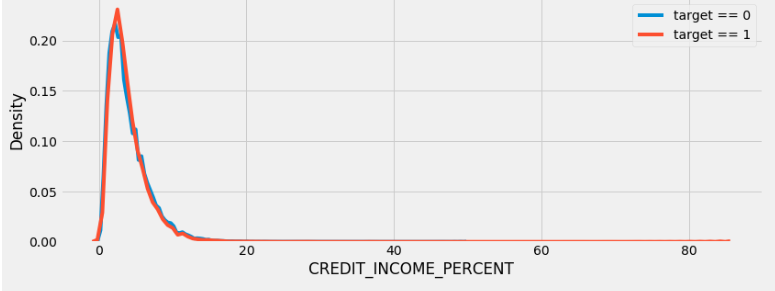 target == 0
target == 1
0.20
0.15
0.10
0.05
0.00
Density
0 20 40 60 80
CREDIT_INCOME_PERCENT